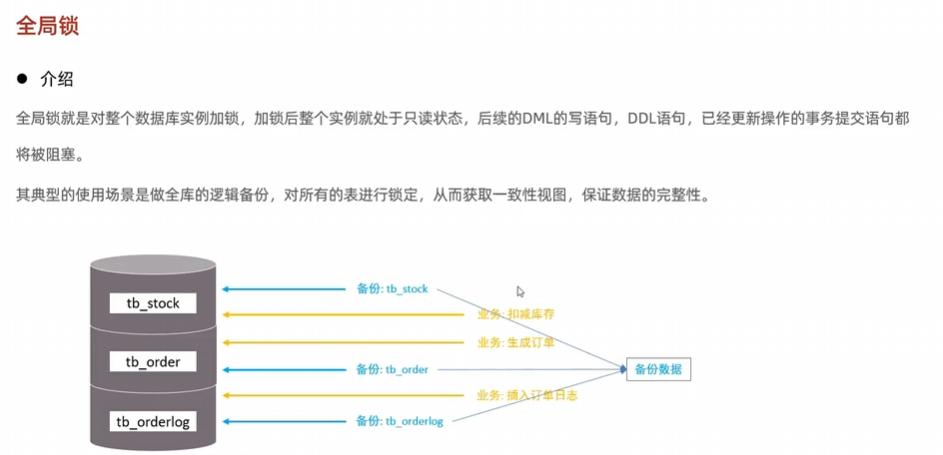 全局锁
● 介绍
全局锁就是对整个数据库实例加锁，加锁后整个实例就处于只读状态，后续的DML的写语句，DDL语句，已经更新操作的事务提交语句都
将被阻塞。
其典型的使用场景是做全库的逻辑备份，对所有的表进行锁定，从而获取一致性视图，保证数据的完整性。
备份: tb_stock
tb_stock
业务: 扣减库存
业务: 生成订单
tb_order
备份: tb_order
备份数据
业务: 插入订单日志
tb_orderlog
备份: tb_orderlog